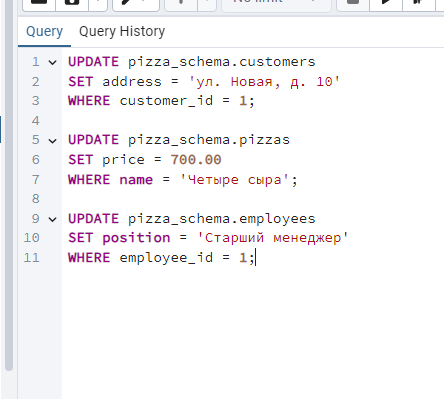 No limit
Query Query History
1 UPDATE pizza_schema.customers
2 SET address = 'ул. Новая, д. 10'
3 WHERE customer_id = 1;
4
5 UPDATE pizza_schema.pizzas
6 SET price = 700.00
7 WHERE name = 'Четыре сыра';
8
9 UPDATE pizza_schema.employees
10 SET position = 'Старший менеджер'
11 WHERE employee_id = 1;